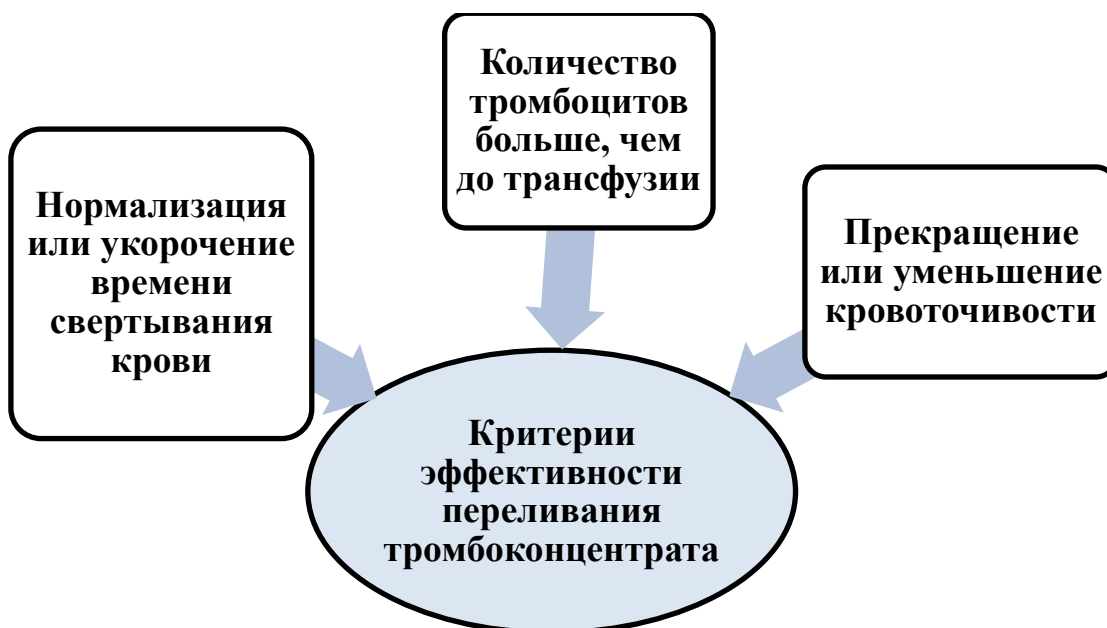 Количество
тромбоцитов
больше, чем
до трансфузии
Нормализация
или укорочение
времени
свертывания
крови
Прекращение
или уменьшение
кровоточивости
Критерии
эффективности
переливания
тромбоконцентрата